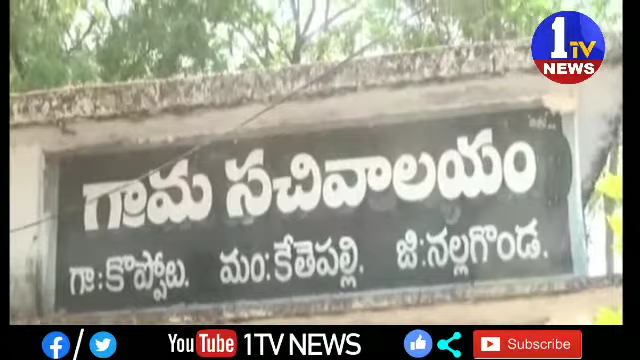 1TV
NEWS
గ్రామ సచివాలయం
గా:కొప్పోలు. మం:కేతెపల్లి. జి:నల్లగొండ.
f / YouTube 1TV NEWS Subscribe